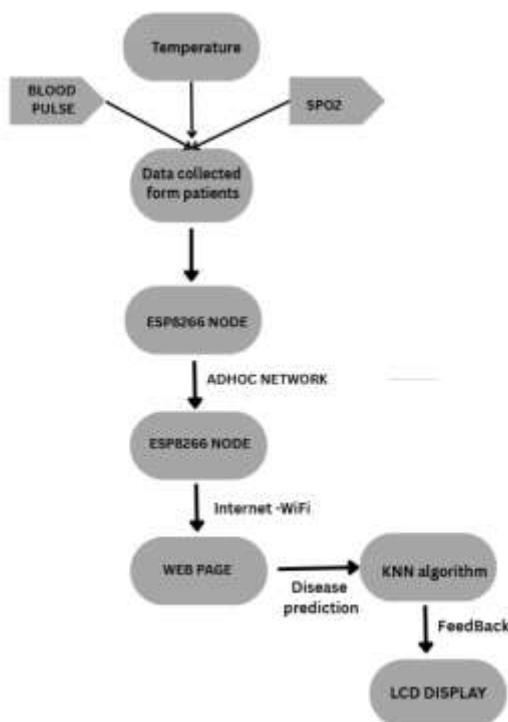 Temperature
BLOOD
PULSE
SPO2
Data collected
form patients
ESP8266 NODE
ADHOC NETWORK
ESP8266 NODE
Internet -WiFi
WEB PAGE
KNN algorithm
Disease
prediction
FeedBack
LCD DISPLAY